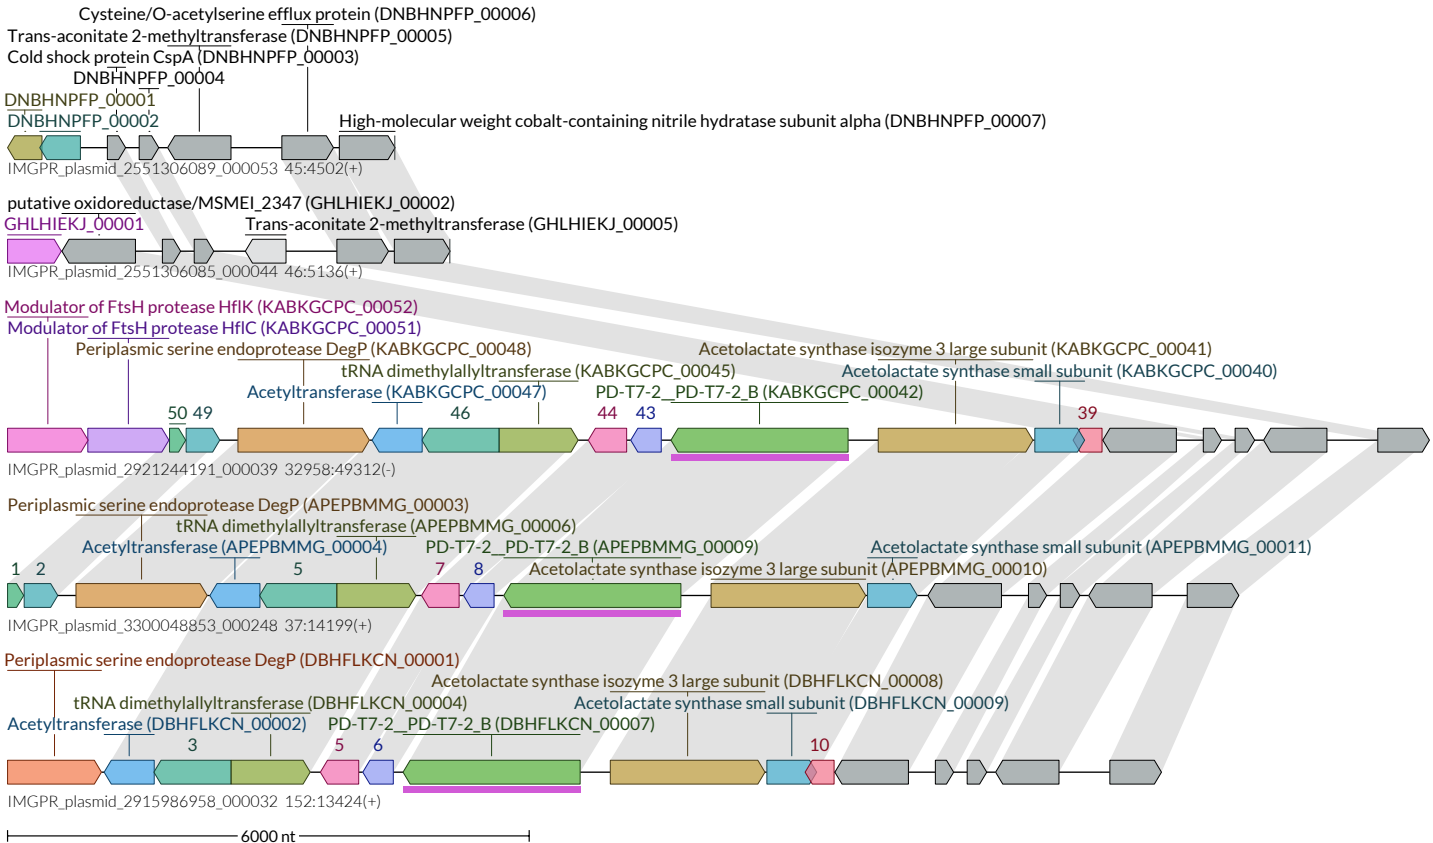 Cysteine/O-acetylserine efflux protein (DNBHNPFP_00006)
Trans-aconitate 2-methyltransferase (DNBHNPFP_00005)
Cold shock protein CspA (DNBHNPFP_00003)
DNBHNPFP_00004
DNBHNPFP_00001
DNBHNPFP_00002
High-molecular weight cobalt-containing nitrile hydratase subunit alpha (DNBHNPFP_00007)
IMGPR_plasmid_2551306089_000053 45:4502(+)
putative oxidoreductase/MSMEI_2347 (GHLHIEKJ_00002)
GHLHIEKJ_00001
Trans-aconitate 2-methyltransferase (GHLHIEKJ_00005)
IMGPR_plasmid_2551306085_000044 46:5136(+)
Modulator of FtsH protease HflK (KABKGCPC_00052)
Modulator of FtsH protease HflC (KABKGCPC_00051)
Periplasmic serine endoprotease DegP (KABKGCPC_00048)
Acetolactate synthase isozyme 3 large subunit (KABKGCPC_00041)
tRNA dimethylallyltransferase (KABKGCPC_00045)
Acetolactate synthase small subunit (KABKGCPC_00040)
Acetyltransferase (KABKGCPC_00047)
PD-T7-2__PD-T7-2_B (KABKGCPC_00042)
50 49 46 44 43 39
IMGPR_plasmid_2921244191_000039 32958:49312(-)
Periplasmic serine endoprotease DegP (APEPBMMG_00003)
tRNA dimethylallyltransferase (APEPBMMG_00006)
Acetyltransferase (APEPBMMG_00004)
PD-T7-2__PD-T7-2_B (APEPBMMG_00009)
Acetolactate synthase small subunit (APEPBMMG_00011)
1 2 5 7 8
Acetolactate synthase isozyme 3 large subunit (APEPBMMG_00010)
IMGPR_plasmid_3300048853_000248 37:14199(+)
Periplasmic serine endoprotease DegP (DBHFLKCN_00001)
Acetolactate synthase isozyme 3 large subunit (DBHFLKCN_00008)
tRNA dimethylallyltransferase (DBHFLKCN_00004)
Acetolactate synthase small subunit (DBHFLKCN_00009)
Acetyltransferase (DBHFLKCN_00002)
PD-T7-2__PD-T7-2_B (DBHFLKCN_00007)
3 5 6 10
IMGPR_plasmid_2915986958_000032 152:13424(+)
6000 nt